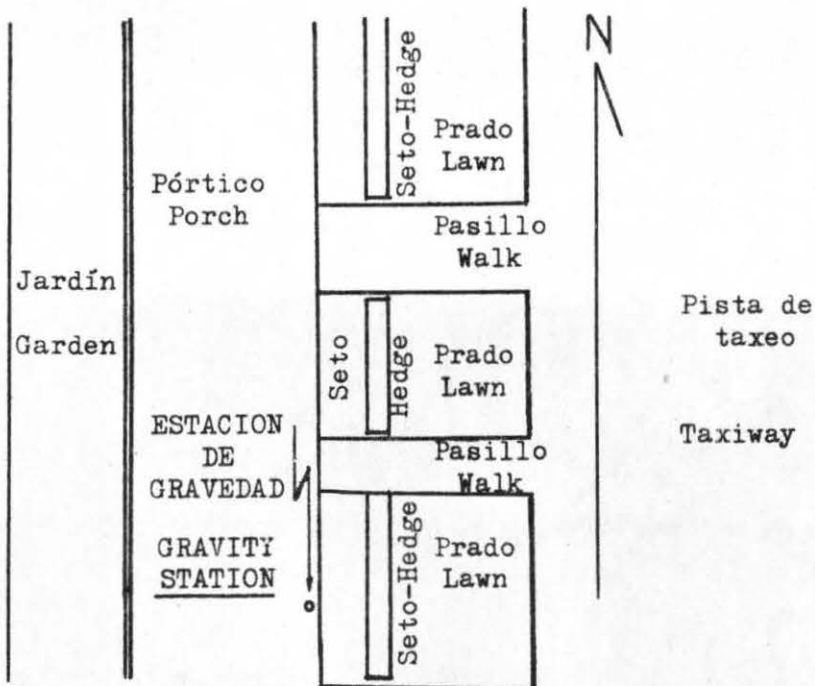 N
Seto-Hedge
Prado
Lawn
Pórtico
Porch
Pasillo
Walk
Jardín
Garden
Seto
Hedge
Prado
Lawn
Pista de
taxeo
Taxiway
ESTACION
DE
GRAVEDAD
GRAVITY
STATION
Pasillo
Walk
Seto-Hedge
Prado
Lawn